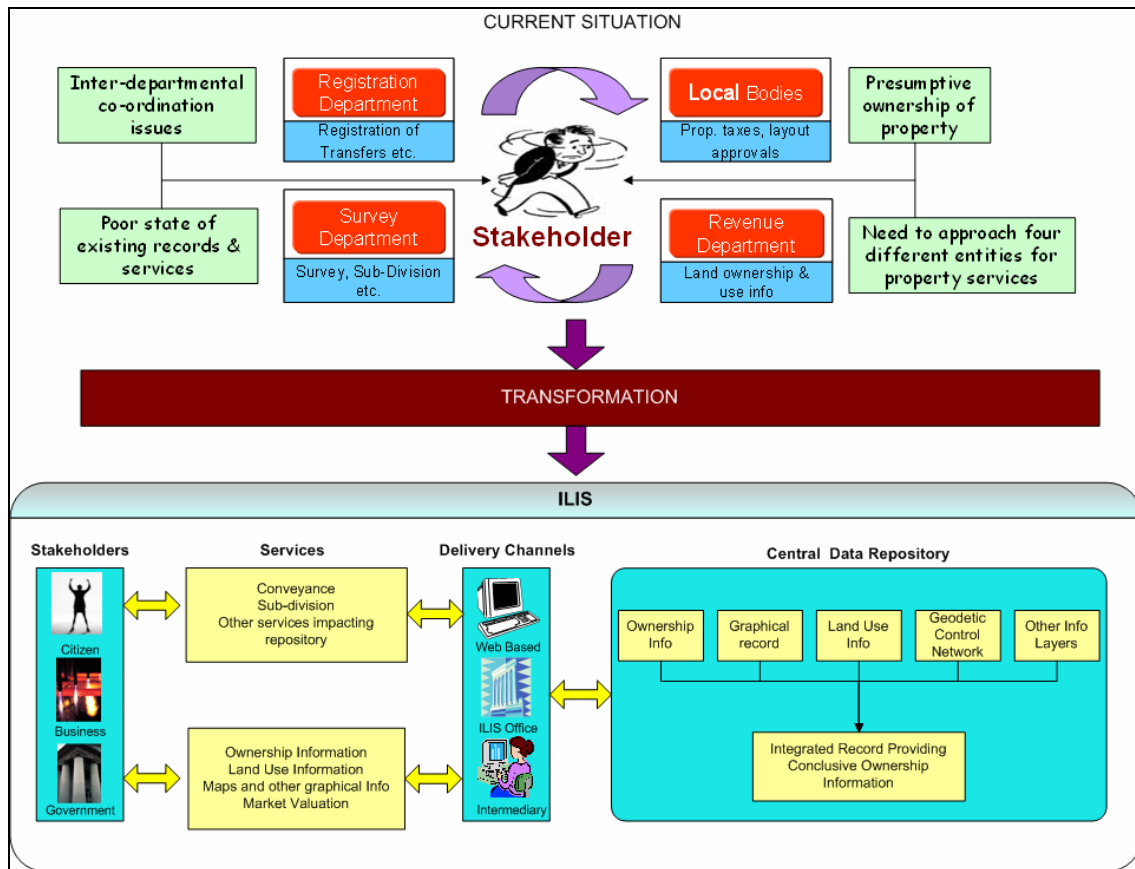 CURRENT SITUATION
Inter-departmental
co-ordination
issues
Registration
Department
Registration of
Transfers etc.
Local Bodies
Prop. taxes, layout
approvals
Presumptive
ownership of
property
Poor state of
existing records &
services
Survey
Department
Survey, Sub-Division
etc.
Stakeholder
Revenue
Department
Land ownership &
use info
Need to approach four
different entities for
property services
TRANSFORMATION
ILIS
Stakeholders
Citizen
Business
Government
Services
Conveyance
Sub-division
Other services impacting
repository
Ownership Information
Land Use Information
Maps and other graphical Info
Market Valuation
Delivery Channels
Web Based
ILIS Office
Intermediary
Central Data Repository
Ownership
Info
Graphical
record
Land Use
Info
Geodetic
Control
Network
Other Info
Layers
Integrated Record Providing
Conclusive Ownership
Information